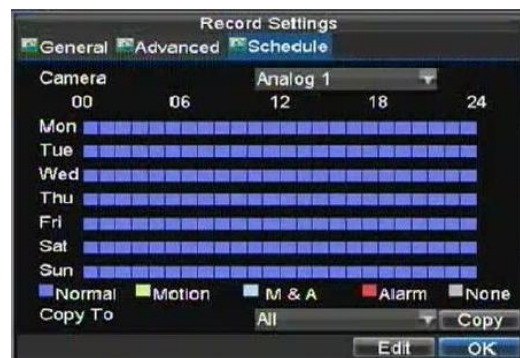 Record Settings
General Advanced Schedule
Camera Analog 1
00 06 12 18 24
Mon
Tue
Wed
Thu
Fri
Sat
Sun
Normal Motion M & A Alarm None
Copy To All Copy
Edit OK